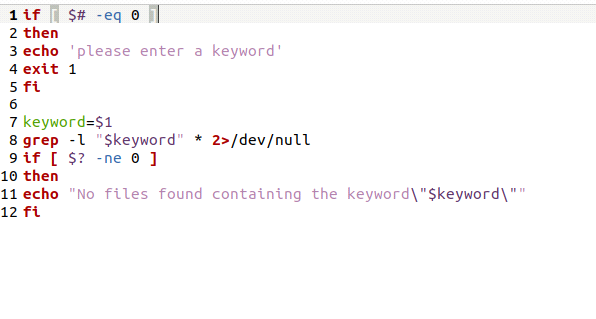 1 if [ $# -eq 0 ]
2 then
3 echo 'please enter a keyword'
4 exit 1
5 fi
6
7 keyword=$1
8 grep -l "$keyword" * 2>/dev/null
9 if [ $? -ne 0 ]
10 then
11 echo "No files found containing the keyword\"$keyword\""
12 fi